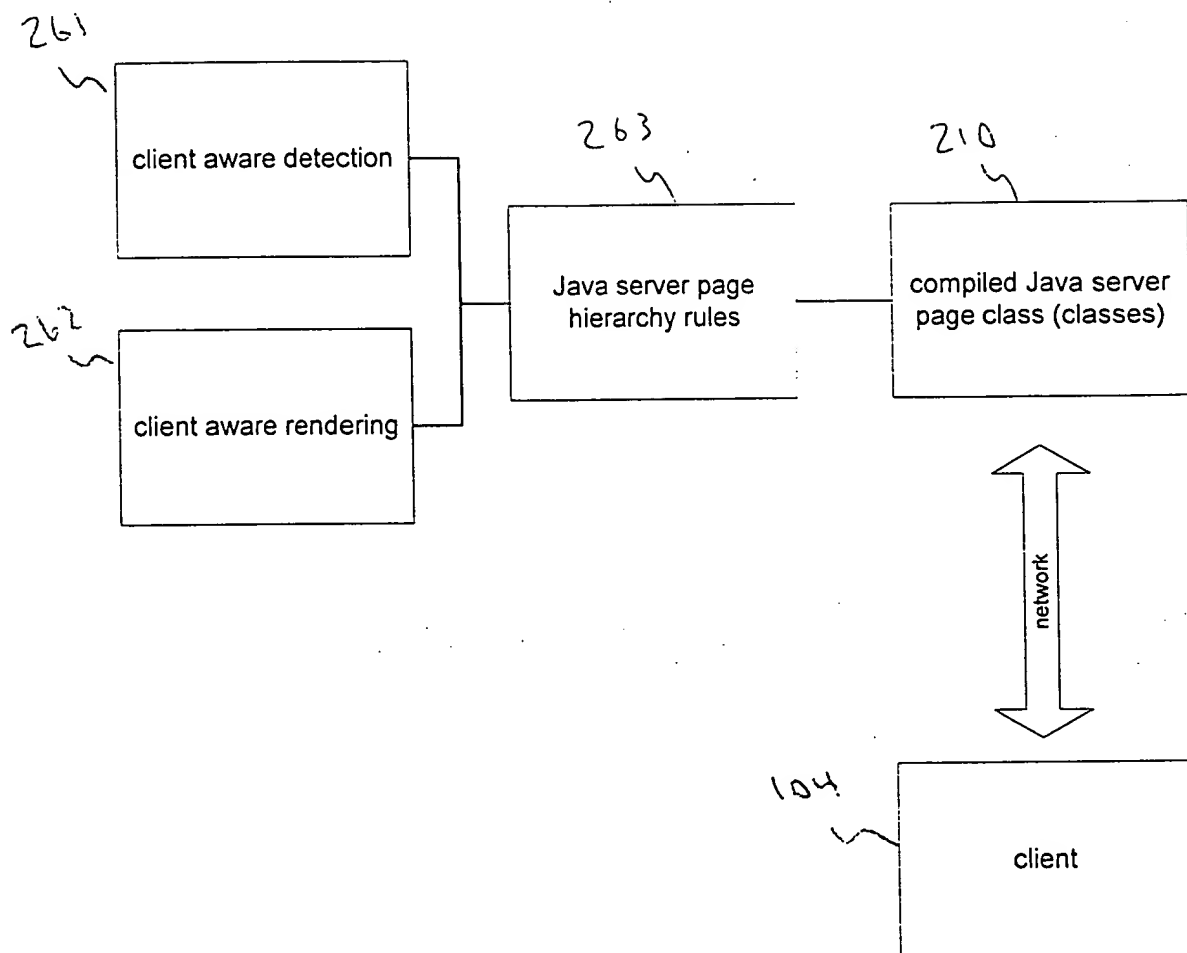 261
client aware detection
263
210
Java server page
hierarchy rules
compiled Java server
page class (classes)
262
client aware rendering
network
104
client